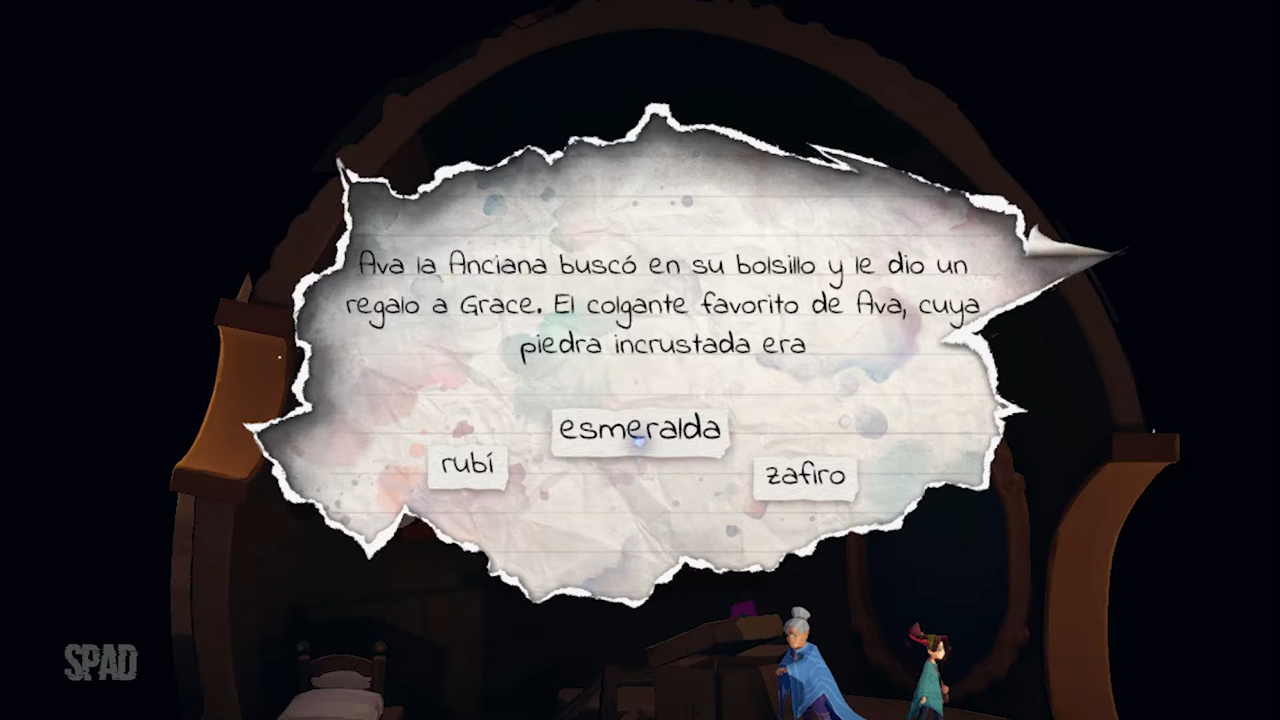 Ava la Anciana buscó en su bolsillo y le dio un
regalo a Grace. El colgante favorito de Ava, cuya
piedra incrustada era
esmeralda
rubí
zafiro
SPAD